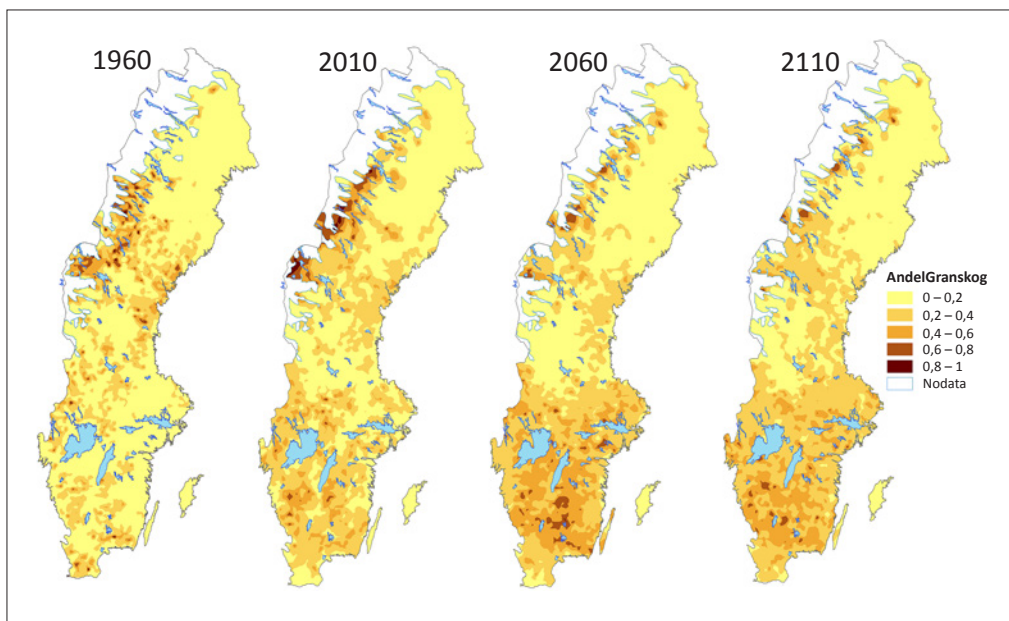 1960
2010
2060
2110
AndelGranskog
0 – 0,2
0,2 – 0,4
0,4 – 0,6
0,6 – 0,8
0,8 – 1
Nodata